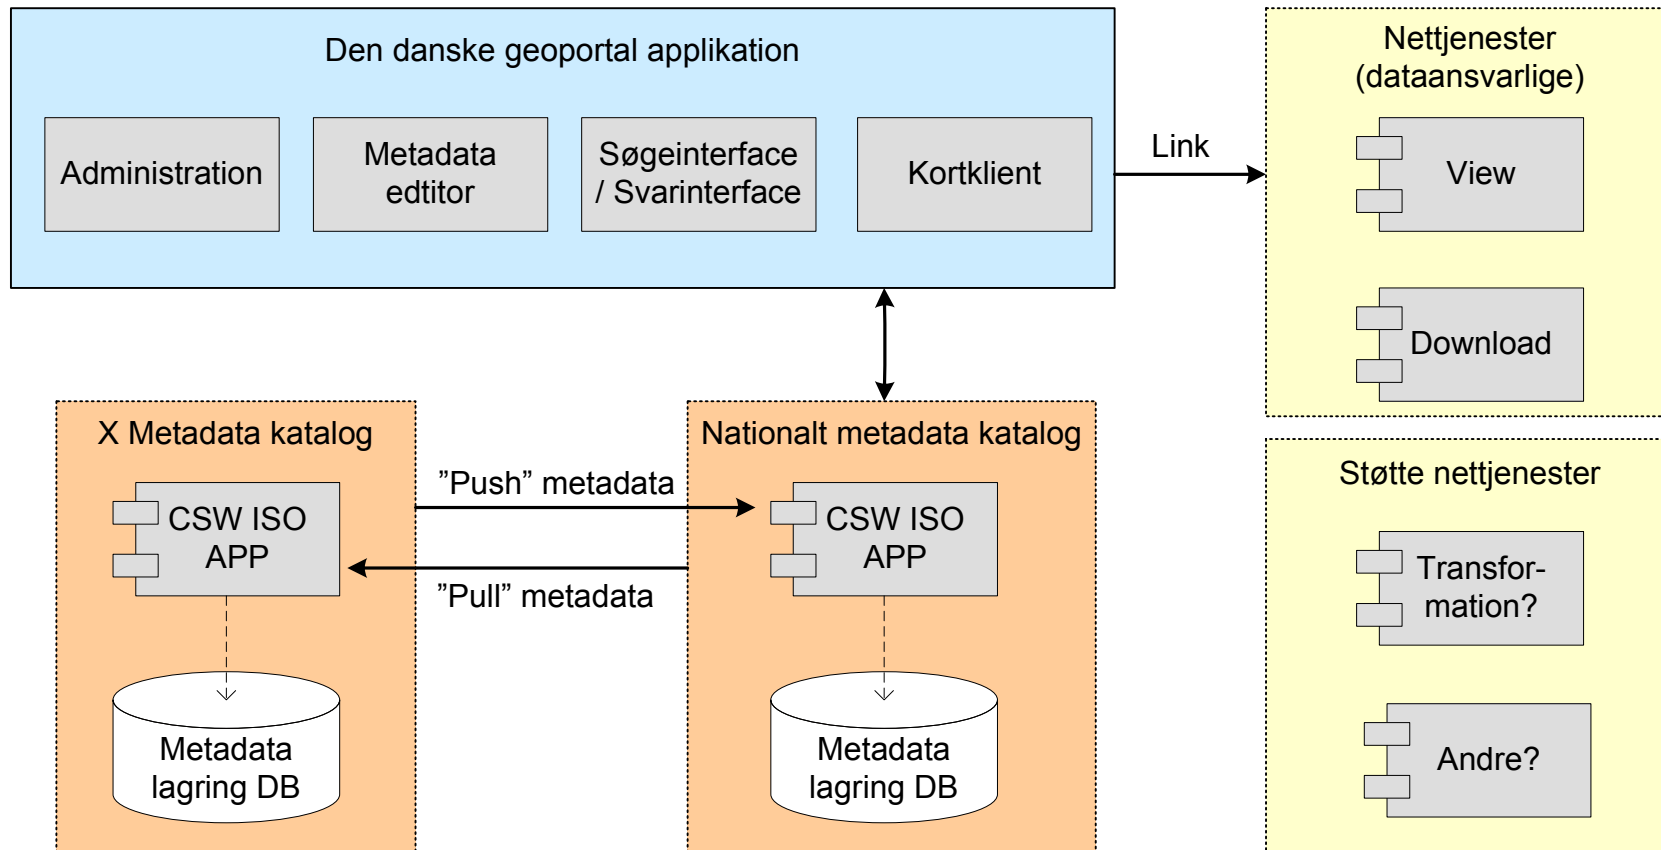 Den danske geoportal applikation
Administration
Metadata
edtitor
Søgeinterface
/ Svarinterface
Kortklient
Link
Nettjenester
(dataansvarlige)
View
Download
X Metadata katalog
CSW ISO
APP
Metadata
lagring DB
”Push” metadata
”Pull” metadata
Nationalt metadata katalog
CSW ISO
APP
Metadata
lagring DB
Støtte nettjenester
Transfor-
mation?
Andre?